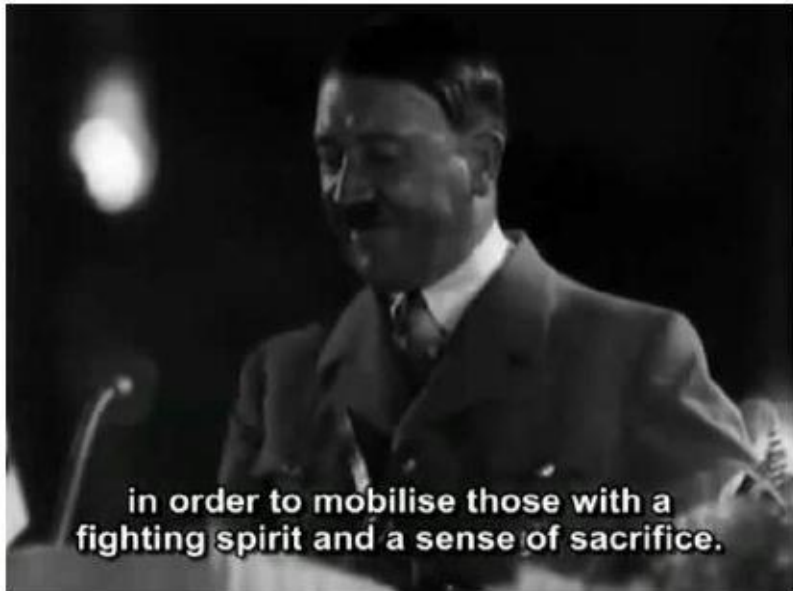 in order to mobilise those with a
fighting spirit and a sense of sacrifice.